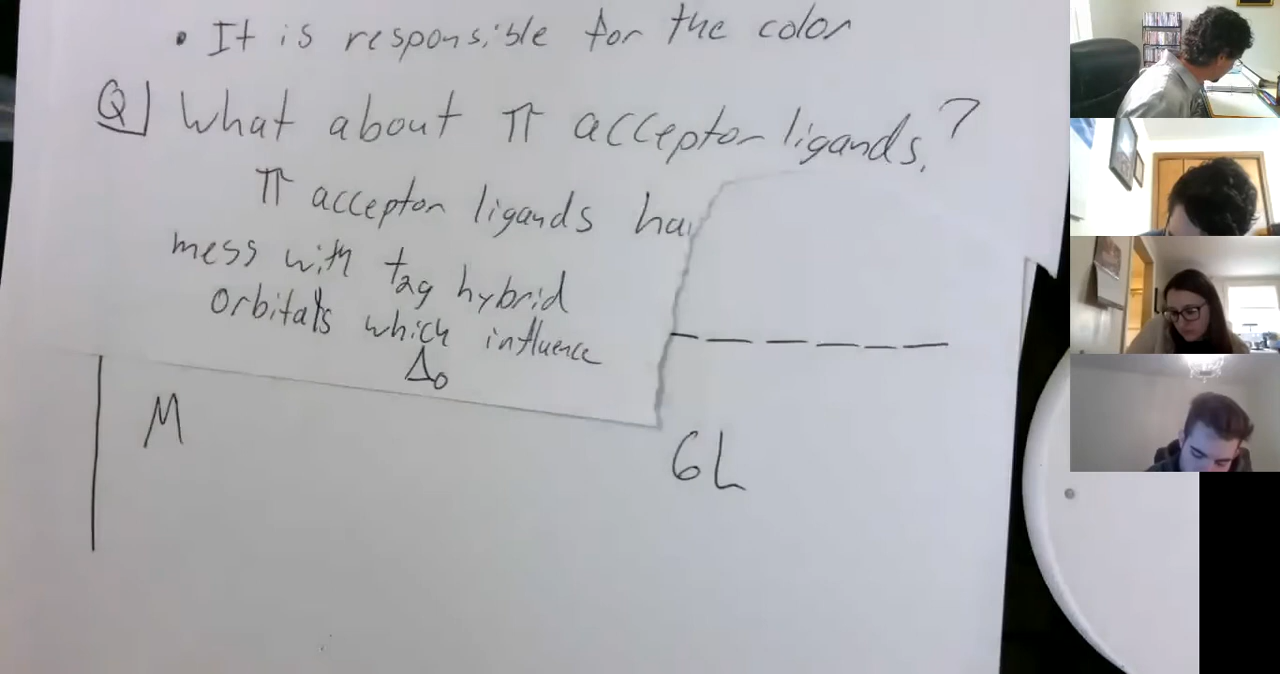 • It is responsible for the color
Q] What about π acceptor ligands?
π acceptor ligands
mess with t2g hybrid
orbitals which influence
Δo
M
6L